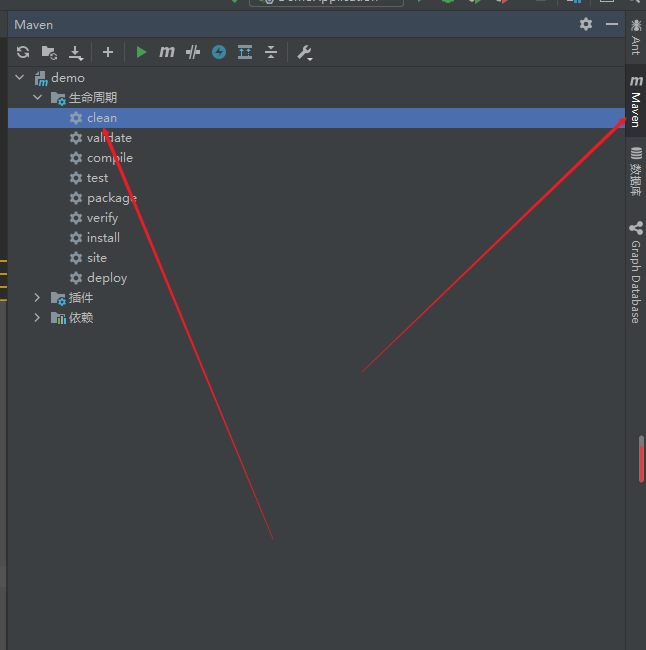 DemoApplication
Maven
demo
生命周期
clean
validate
compile
test
package
verify
install
site
deploy
插件
依赖
Ant
Maven
数据库
Graph Database